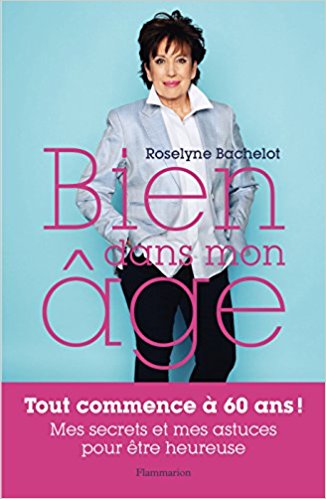 Roselyne Bachelot
Bien
dans mon
âge
Tout commence à 60 ans !
Mes secrets et mes astuces
pour être heureuse
Flammarion